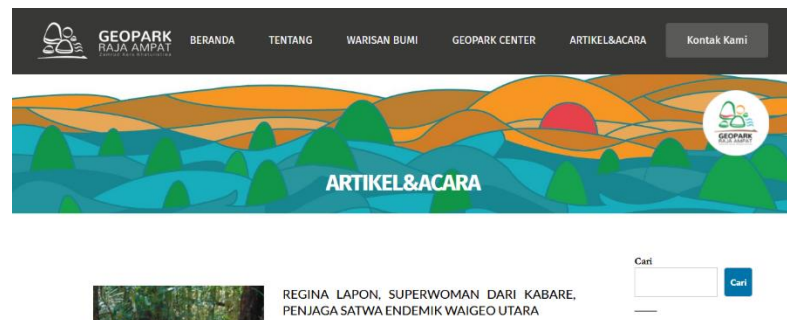 GEOPARK
RAJA AMPAT
BERANDA TENTANG WARISAN BUMI GEOPARK CENTER ARTIKEL&ACARA Kontak Kami
GEOPARK
RAJA AMPAT
ARTIKEL&ACARA
Cari
Cari
REGINA LAPON, SUPERWOMAN DARI KABARE,
PENJAGA SATWA ENDEMIK WAIGEO UTARA